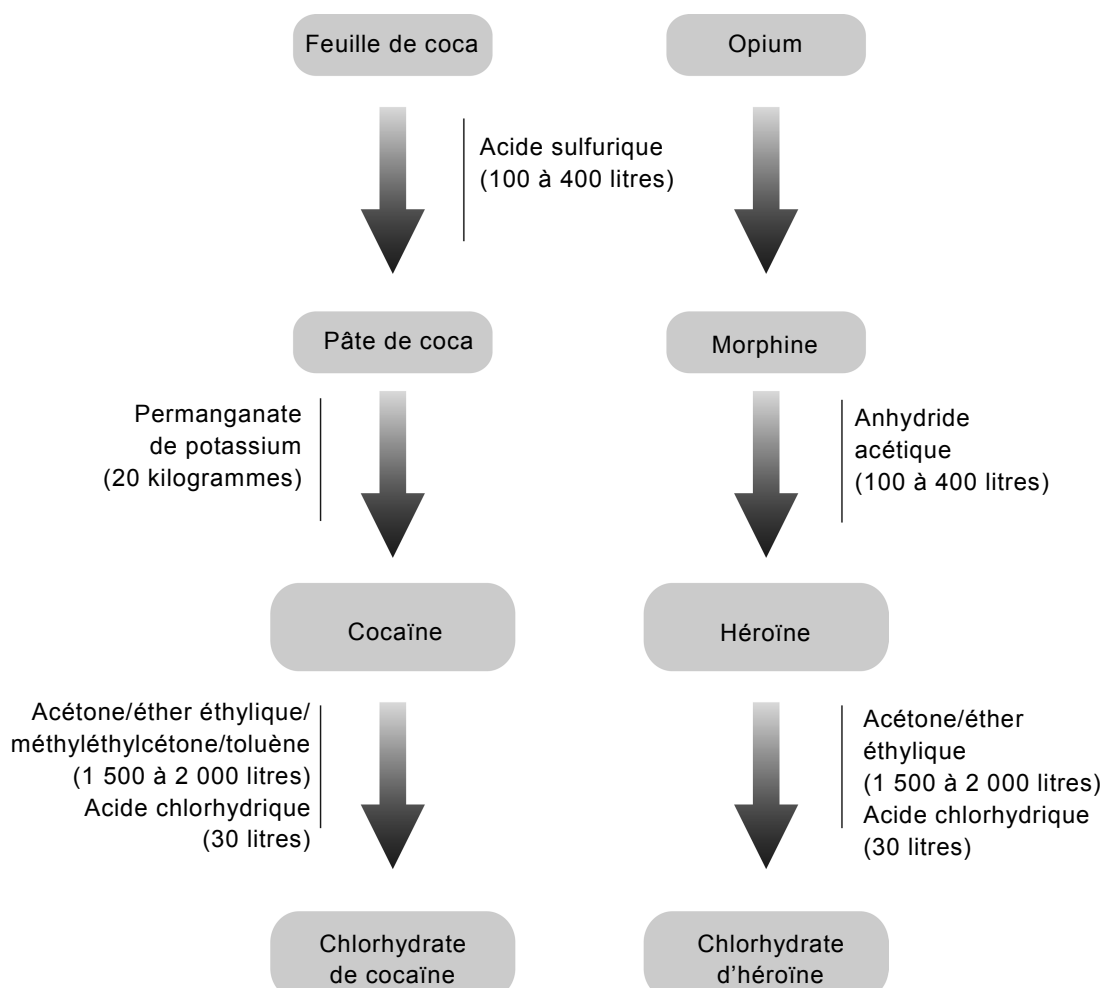 Feuille de coca
Opium
Acide sulfurique
(100 à 400 litres)
Pâte de coca
Morphine
Permanganate
de potassium
(20 kilogrammes)
Anhydride
acétique
(100 à 400 litres)
Cocaïne
Héroïne
Acétone/éther éthylique/
méthyléthylcétone/toluène
(1 500 à 2 000 litres)
Acide chlorhydrique
(30 litres)
Acétone/éther
éthylique
(1 500 à 2 000 litres)
Acide chlorhydrique
(30 litres)
Chlorhydrate
de cocaïne
Chlorhydrate
d'héroïne